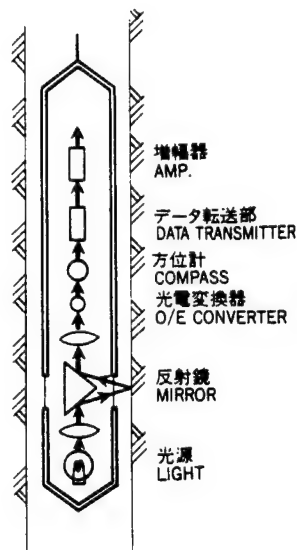 増幅器
AMP.
データ転送部
DATA TRANSMITTER
方位計
COMPASS
光電変換器
O/E CONVERTER
反射鏡
MIRROR
光源
LIGHT